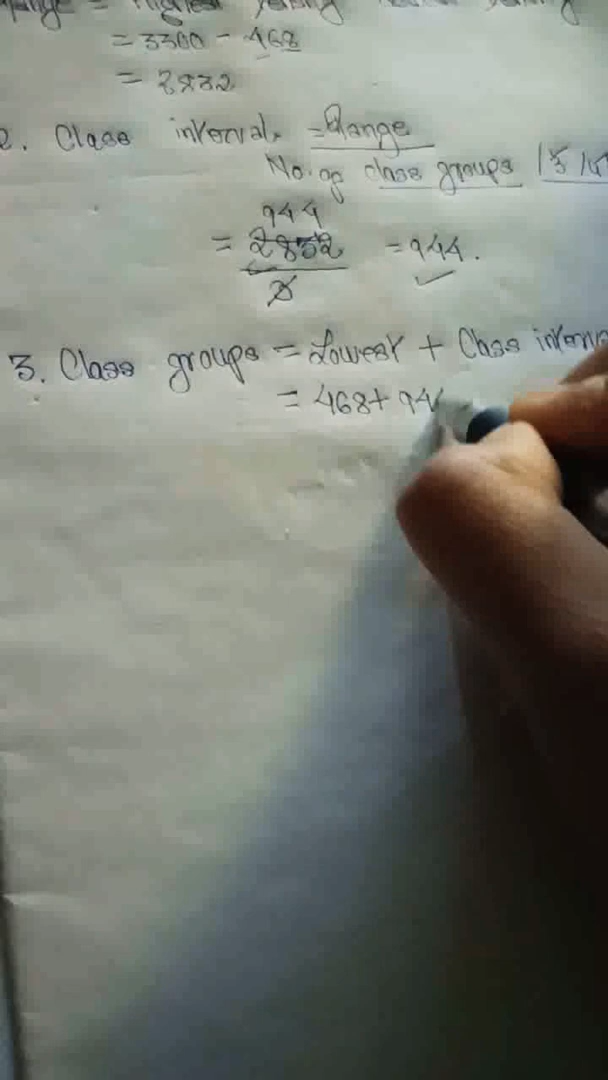 = 3300 - 468
= 2832
2. Class interval = Range
No. of class groups
944
= 2832 = 944.
3
3. Class groups = Lowest + Class interva
= 468 + 94